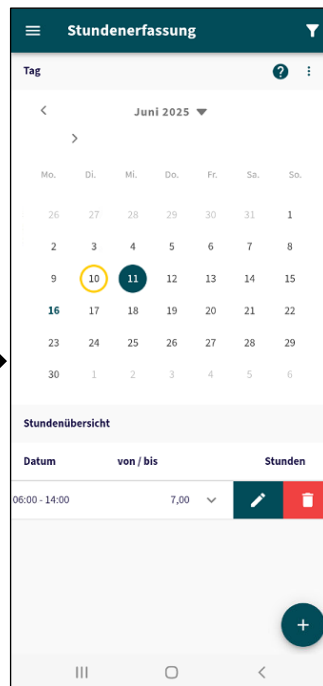 Stundenerfassung
Tag
Juni 2025
Mo. Di. Mi. Do. Fr. Sa. So.
26 27 28 29 30 31 1
2 3 4 5 6 7 8
9 10 11 12 13 14 15
16 17 18 19 20 21 22
23 24 25 26 27 28 29
30 1 2 3 4 5 6
Stundenübersicht
Datum von / bis Stunden
06:00 - 14:00 7,00